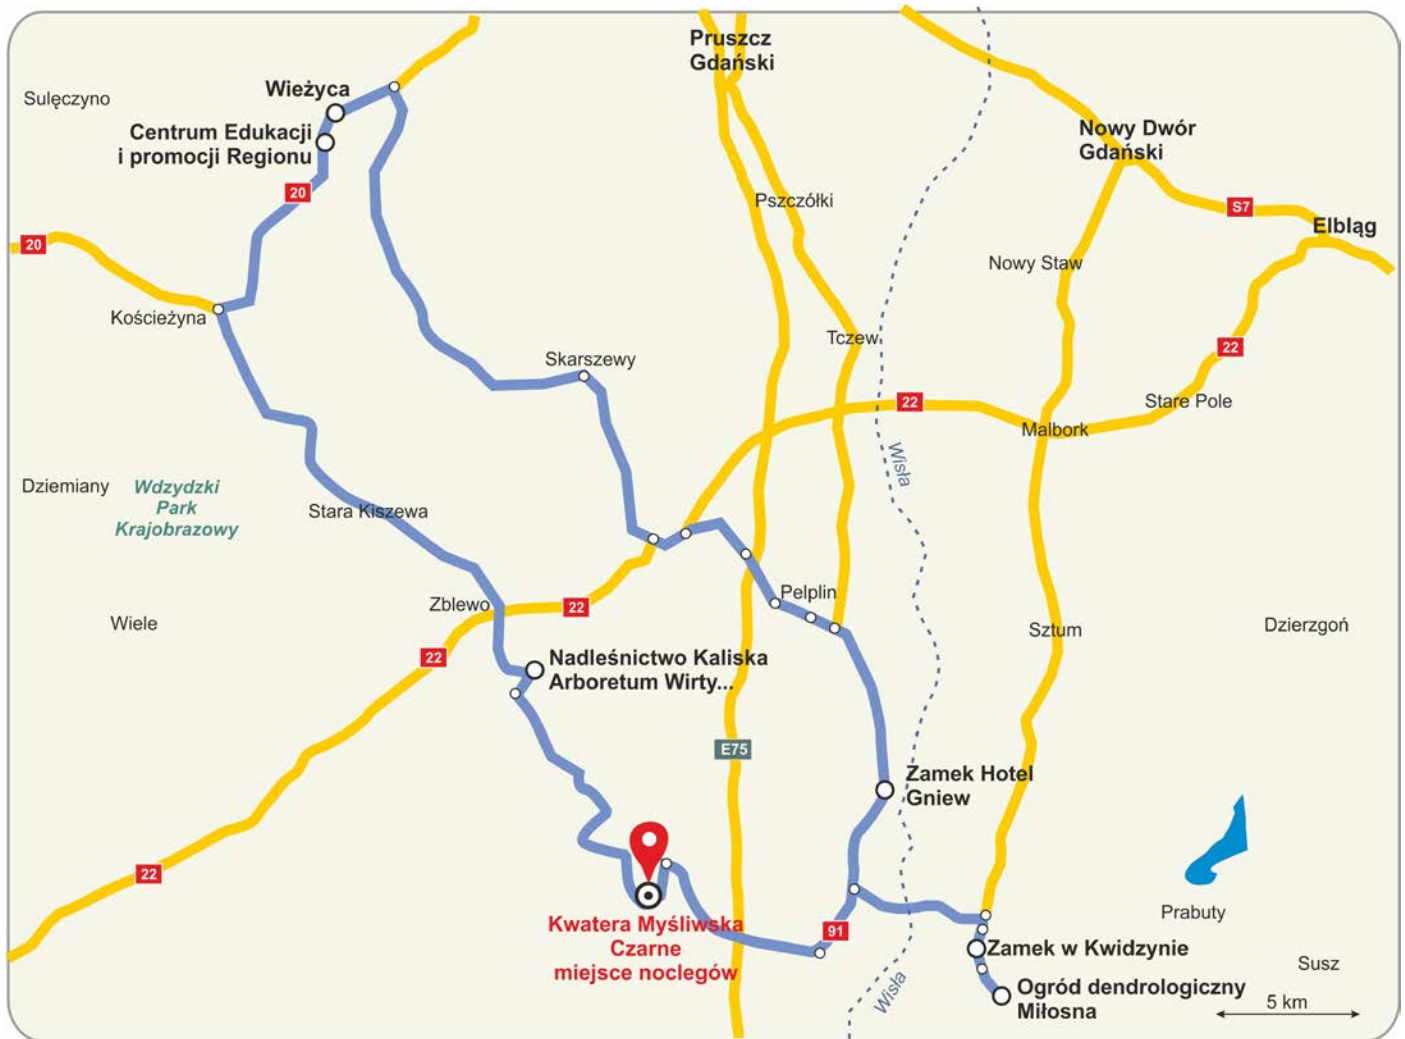 Pruszcz
Gdański
Wieżyca
Sulęczyno
Centrum Edukacji
i promocji Regionu
Nowy Dwór
Gdański
20
Pszczółki
S7
Elbląg
20
Nowy Staw
Kościeżyna
Tczew
22
Skarszewy
22
Stare Pole
Malbork
Wisła
Dziemiany
Wdzydzki
Park
Krajobrazowy
Stara Kiszewa
Pelplin
Zblewo
22
Wiele
Sztum
Dzierzgoń
22
Nadleśnictwo Kaliska
Arboretum Wirty...
E75
Zamek Hotel
Gniew
22
Prabuty
Kwatera Myśliwska
Czarne
miejsce noclegów
91
Zamek w Kwidzynie
Susz
Wisła
Ogród dendrologiczny
Miłosna
5 km